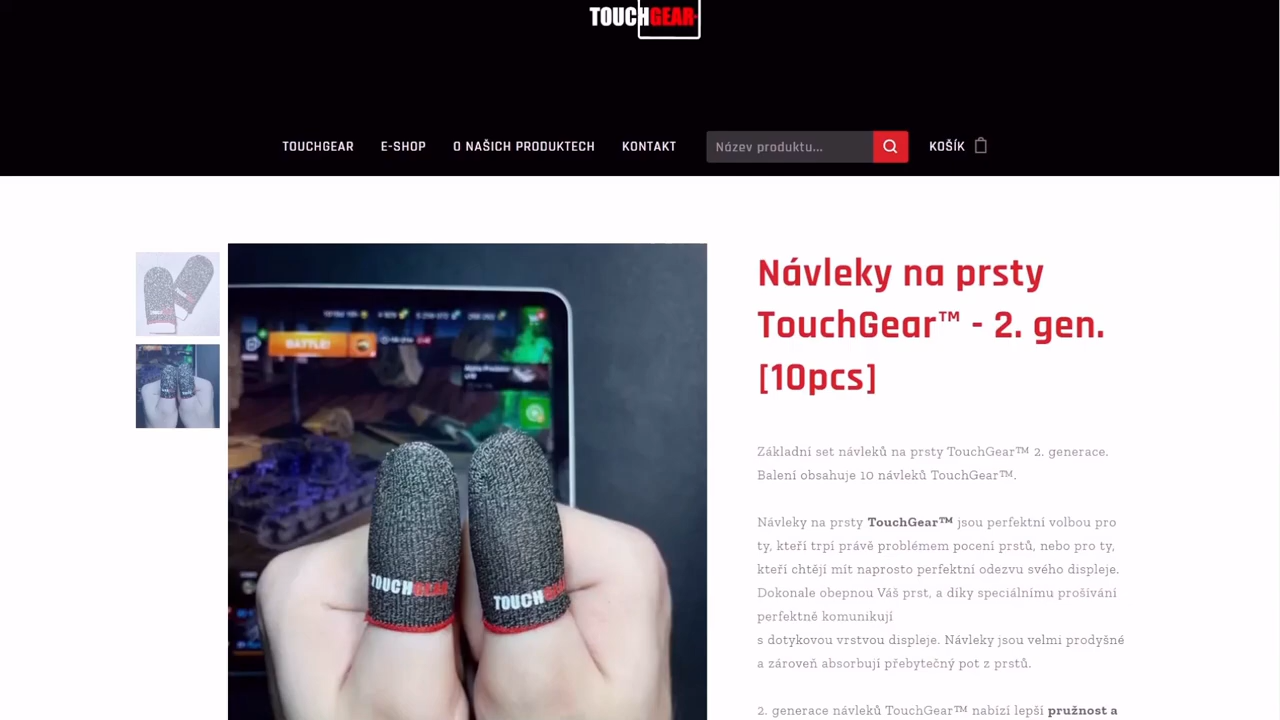 TOUCHGEAR
TOUCHGEAR
E-SHOP
O NAŠICH PRODUKTECH
KONTAKT
Název produktu...
KOŠÍK
BATTLE!
TOUCHGEAR
TOUCHGEAR
Návleky na prsty
TouchGear™ - 2. gen.
[10pcs]
Základní set návleků na prsty TouchGear™ 2. generace.
Balení obsahuje 10 návleků TouchGear™.
Návleky na prsty TouchGear™ jsou perfektní volbou pro
ty, kteří trpí právě problémem pocení prstů, nebo pro ty,
kteří chtějí mít naprosto perfektní odezvu svého displeje.
Dokonale obepnou Váš prst, a díky speciálnímu prošívání
perfektně komunikují
s dotykovou vrstvou displeje. Návleky jsou velmi prodyšné
a zároveň absorbují přebytečný pot z prstů.
2. generace návleků TouchGear™ nabízí lepší pružnost a